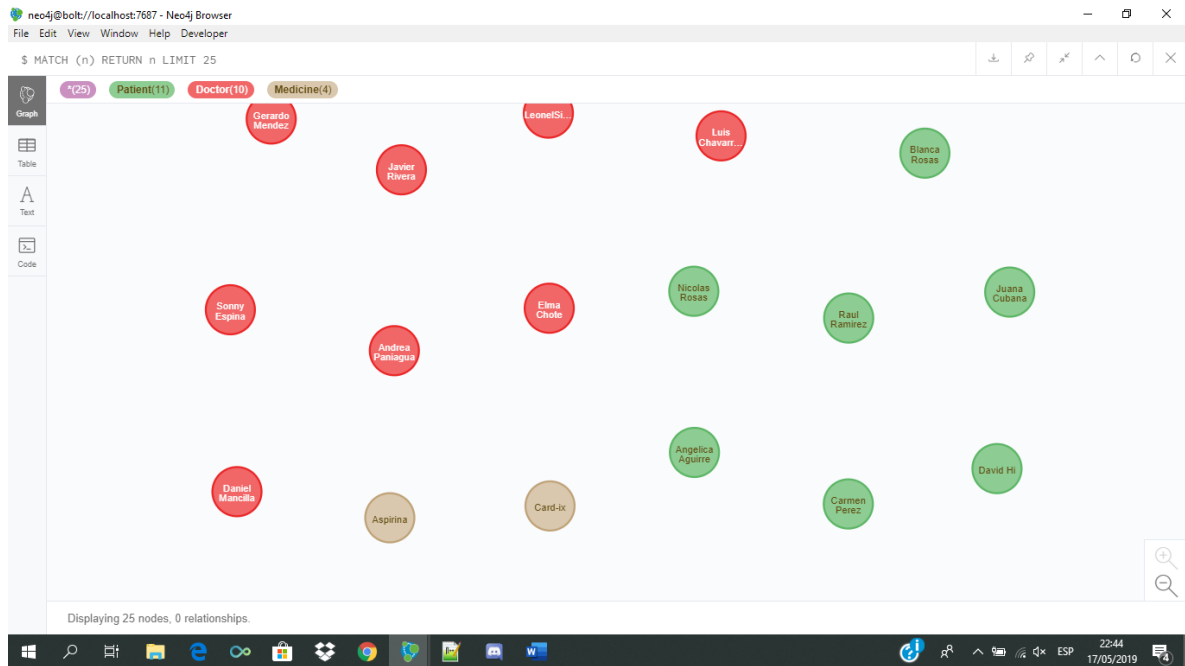 neo4j@bolt://localhost:7687 - Neo4j Browser
File Edit View Window Help Developer
$ MATCH (n) RETURN n LIMIT 25
*(25) Patient(11) Doctor(10) Medicine(4)
Graph
Table
Text
Code
Gerardo
Mendez
LeonelSi...
Luis
Chavarr...
Javier
Rivera
Blanca
Rosas
Sonny
Espina
Elma
Chote
Nicolas
Rosas
Juana
Cubana
Raul
Ramirez
Andrea
Paniagua
Angelica
Aguirre
David Hi
Daniel
Mancilla
Aspirina
Card-ix
Carmen
Perez
Displaying 25 nodes, 0 relationships.
ESP
22:44
17/05/2019
4